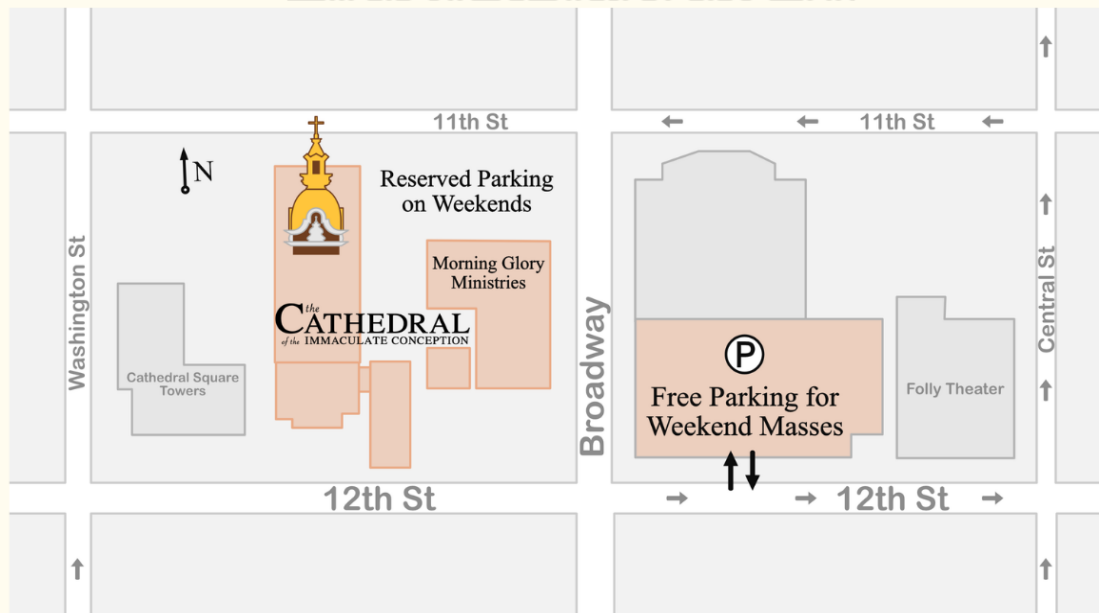 11th St
11th St
N
Reserved Parking
on Weekends
Morning Glory
Ministries
Washington St
the
CATHEDRAL
of the IMMACULATE CONCEPTION
Cathedral Square
Towers
Broadway
P
Free Parking for
Weekend Masses
Folly Theater
Central St
12th St
12th St